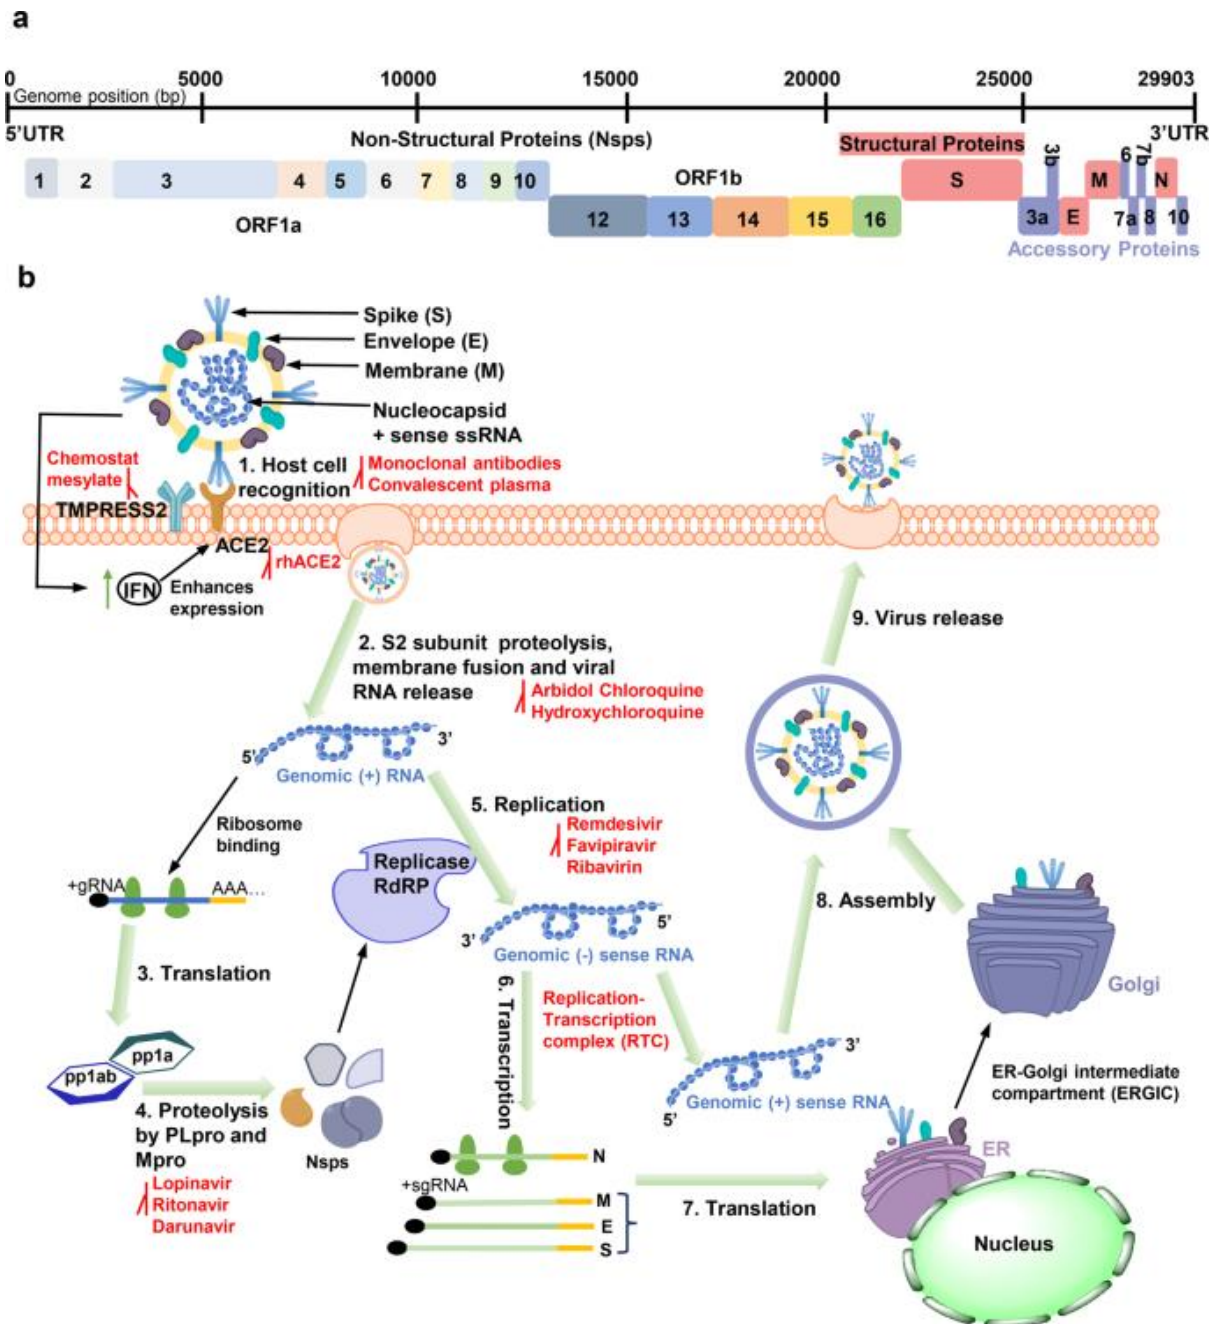 a
0 5000 10000 15000 20000 25000 29903
Genome position (bp)
5'UTR
Non-Structural Proteins (Nsps)
Structural Proteins
3'UTR
1 2 3 4 5 6 7 8 9 10
ORF1a
ORF1b
12 13 14 15 16
S
3b
M
6
7b
N
3a E 7a 8 10
Accessory Proteins
b
Spike (S)
Envelope (E)
Membrane (M)
Nucleocapsid
+ sense ssRNA
Chemostat
mesylate
TMPRESS2
1. Host cell
recognition
Monoclonal antibodies
Convalescent plasma
ACE2
rhACE2
IFN
Enhances
expression
2. S2 subunit proteolysis,
membrane fusion and viral
RNA release
Arbidol Chloroquine
Hydroxychloroquine
5'
3'
Genomic (+) RNA
Ribosome
binding
+gRNA
AAA...
3. Translation
pp1a
pp1ab
4. Proteolysis
by PLpro and
Mpro
Lopinavir
Ritonavir
Darunavir
Nsps
Replicase
RdRP
5. Replication
Remdesivir
Favipiravir
Ribavirin
3'
5'
Genomic (-) sense RNA
6. Transcription
Replication-
Transcription
complex (RTC)
3'
5'
Genomic (+) sense RNA
N
+sgRNA
M
E
S
7. Translation
ER
Nucleus
ER-Golgi intermediate
compartment (ERGIC)
Golgi
8. Assembly
9. Virus release